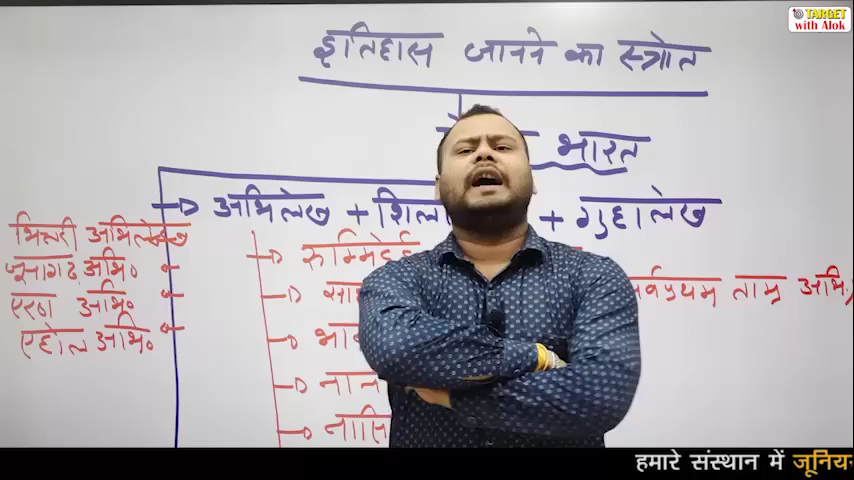 TARGET
with Alok
इतिहास जानने का स्त्रोत
भारत
अभिलेख + शिला + गुहालेख
भितरी अभिलेख
जूनागढ़ अभि०
एरण अभि०
एहोल अभि०
रुम्मिदेई
सर्वप्रथम ताम्र अभि०
नासि
हमारे संस्थान में जूनिय